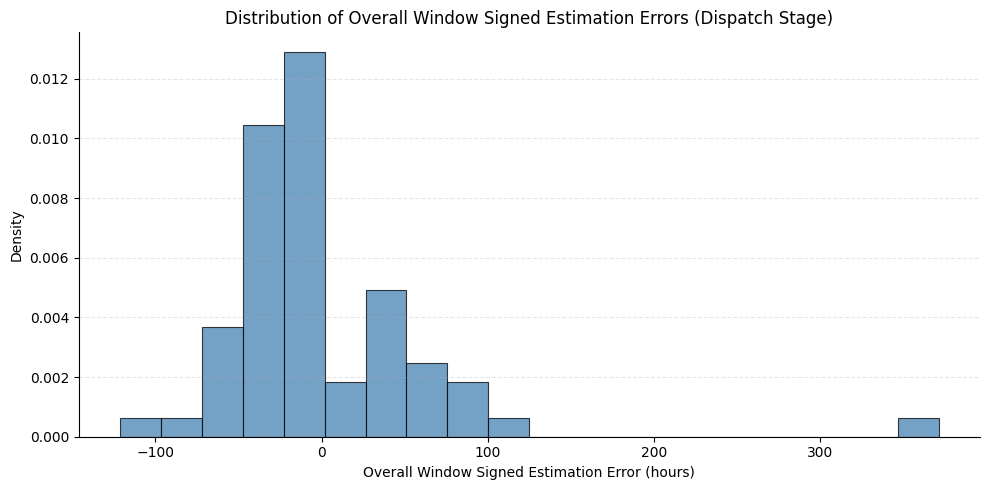 Distribution of Overall Window Signed Estimation Errors (Dispatch Stage)
Density
0.012
0.010
0.008
0.006
0.004
0.002
0.000
−100 0 100 200 300
Overall Window Signed Estimation Error (hours)